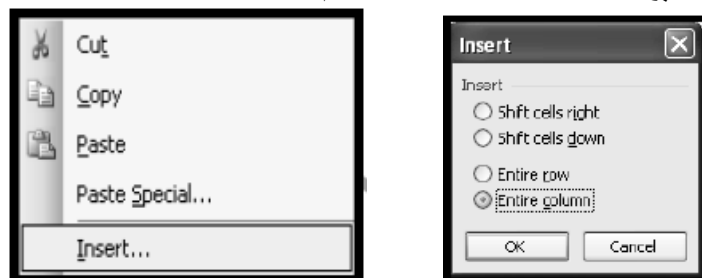 Cut
Copy
Paste
Paste Special...
Insert...
Insert
Insert
Shift cells right
Shift cells down
Entire row
Entire column
OK
Cancel